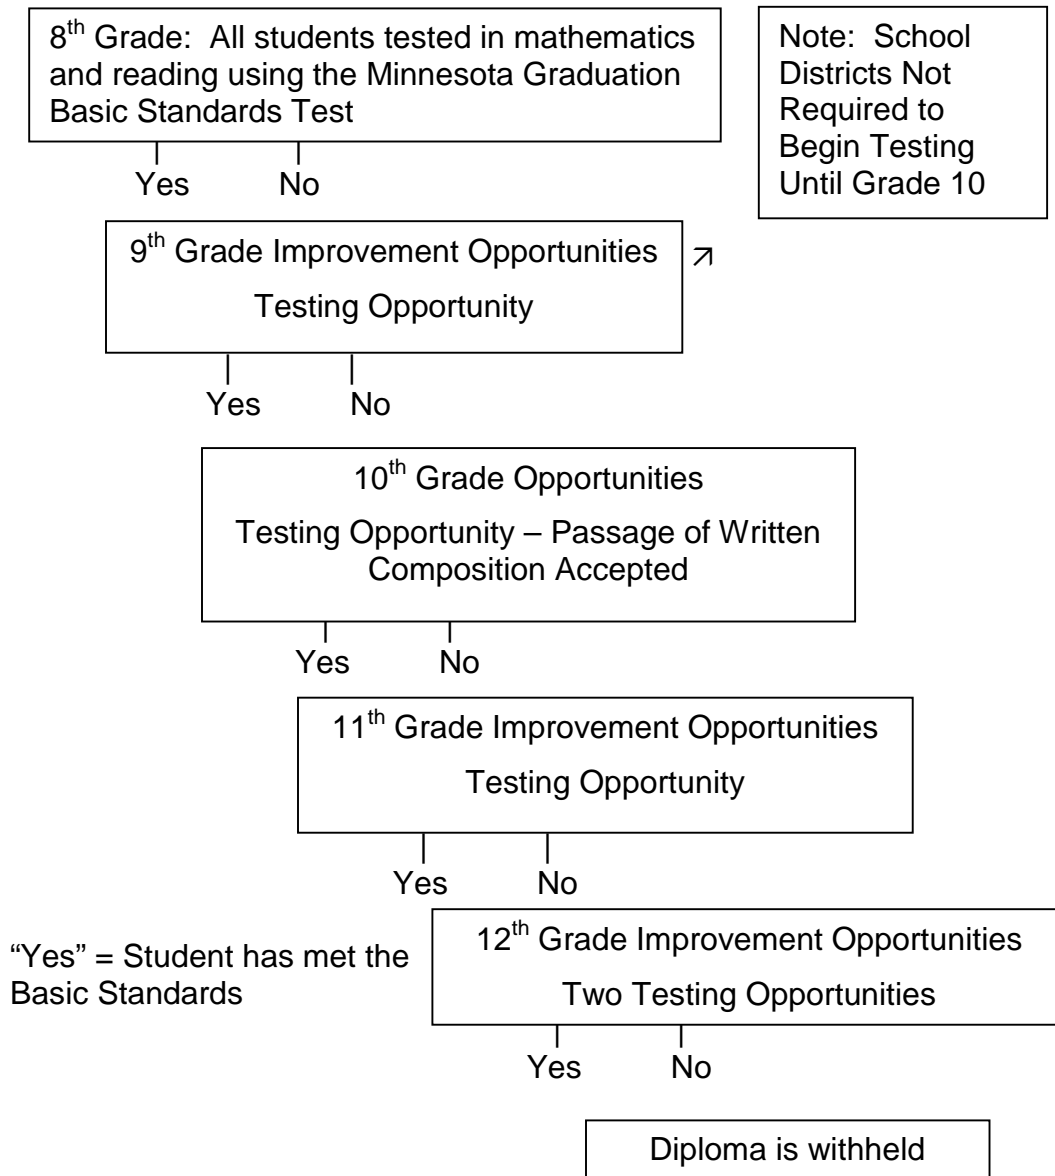 8th Grade: All students tested in mathematics
and reading using the Minnesota Graduation
Basic Standards Test
Note: School
Districts Not
Required to
Begin Testing
Until Grade 10
Yes No
9th Grade Improvement Opportunities
Testing Opportunity
Yes No
10th Grade Opportunities
Testing Opportunity – Passage of Written
Composition Accepted
Yes No
11th Grade Improvement Opportunities
Testing Opportunity
Yes No
“Yes” = Student has met the
Basic Standards
12th Grade Improvement Opportunities
Two Testing Opportunities
Yes No
Diploma is withheld